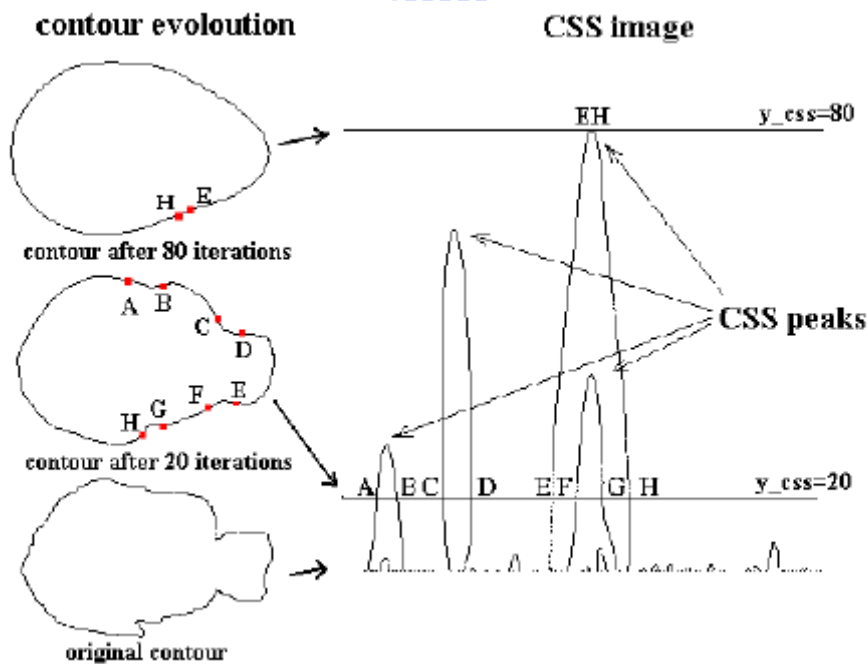 contour evoloution
CSS image
EH
y_css=80
H E
contour after 80 iterations
A B
C
D
CSS peaks
F E
H G
contour after 20 iterations
A B C D E F G H
y_css=20
original contour